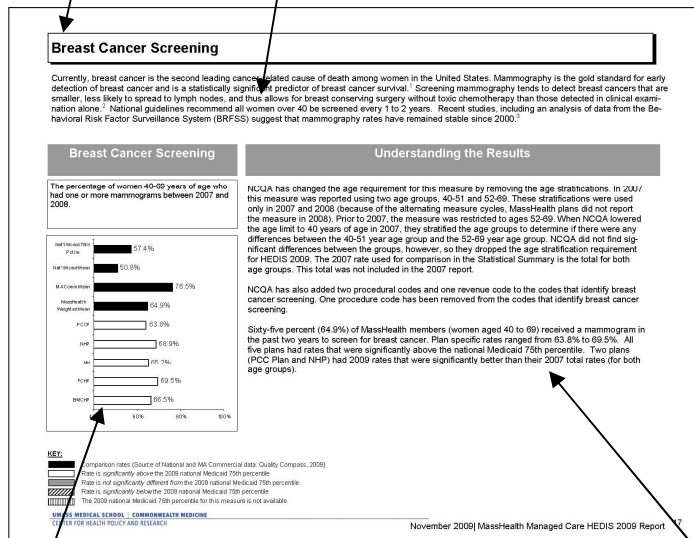 Breast Cancer Screening
Currently, breast cancer is the second leading cancer-related cause of death among women in the United States. Mammography is the gold standard for early
detection of breast cancer and is a statistically significant predictor of breast cancer survival.1 Screening mammography tends to detect breast cancers that are
smaller, less likely to spread to lymph nodes, and thus allows for breast conserving surgery without toxic chemotherapy than those detected in clinical exami-
nation alone.2 National guidelines recommend all women over 40 be screened every 1 to 2 years. Recent studies, including an analysis of data from the Be-
havioral Risk Factor Surveillance System (BRFSS) suggest that mammography rates have remained stable since 2000.3
Breast Cancer Screening
The percentage of women 40-69 years of age who
had one or more mammograms between 2007 and
2008.
Nat'l Mcaid 75th
Pctile
57.4%
Nat'l Mcaid Mean
50.8%
MA Comm. Mean
76.5%
MassHealth
Weighted Mean
64.9%
PCCP
63.8%
NHP
68.9%
NH
FCHP
69.5%
BMCHP
66.5%
60%
80%
100%
Understanding the Results
NCQA has changed the age requirement for this measure by removing the age stratifications. In 2007
this measure was reported using two age groups, 40-51 and 52-69. These stratifications were used
only in 2007 and 2008 (because of the alternating measure cycles, MassHealth plans did not report
the measure in 2008). Prior to 2007, the measure was restricted to ages 52-69. When NCQA lowered
the age limit to 40 years of age in 2007, they stratified the age groups to determine if there were any
differences between the 40-51 year age group and the 52-69 year age group. NCQA did not find sig-
nificant differences between the groups, however, so they dropped the age stratification requirement
for HEDIS 2009. The 2007 rate used for comparison in the Statistical Summary is the total for both
age groups. This total was not included in the 2007 report.
NCQA has also added two procedural codes and one revenue code to the codes that identify breast
cancer screening. One procedure code has been removed from the codes that identify breast cancer
screening.
Sixty-five percent (64.9%) of MassHealth members (women aged 40 to 69) received a mammogram in
the past two years to screen for breast cancer. Plan specific rates ranged from 63.8% to 69.5%. All
five plans had rates that were significantly above the national Medicaid 75th percentile. Two plans
(PCC Plan and NHP) had 2009 rates that were significantly better than their 2007 total rates (for both
age groups).
KEY:
Comparison rates (Source of National and MA Commercial data: Quality Compass, 2009)
Rate is significantly above the 2009 national Medicaid 75th percentile
Rate is not significantly different from the 2009 national Medicaid 75th percentile
Rate is significantly below the 2009 national Medicaid 75th percentile
The 2009 national Medicaid 75th percentile for this measure is not available.
UMASS MEDICAL SCHOOL | COMMONWEALTH MEDICINE
CENTER FOR HEALTH POLICY AND RESEARCH
November 2009| MassHealth Managed Care HEDIS 2009 Report
17